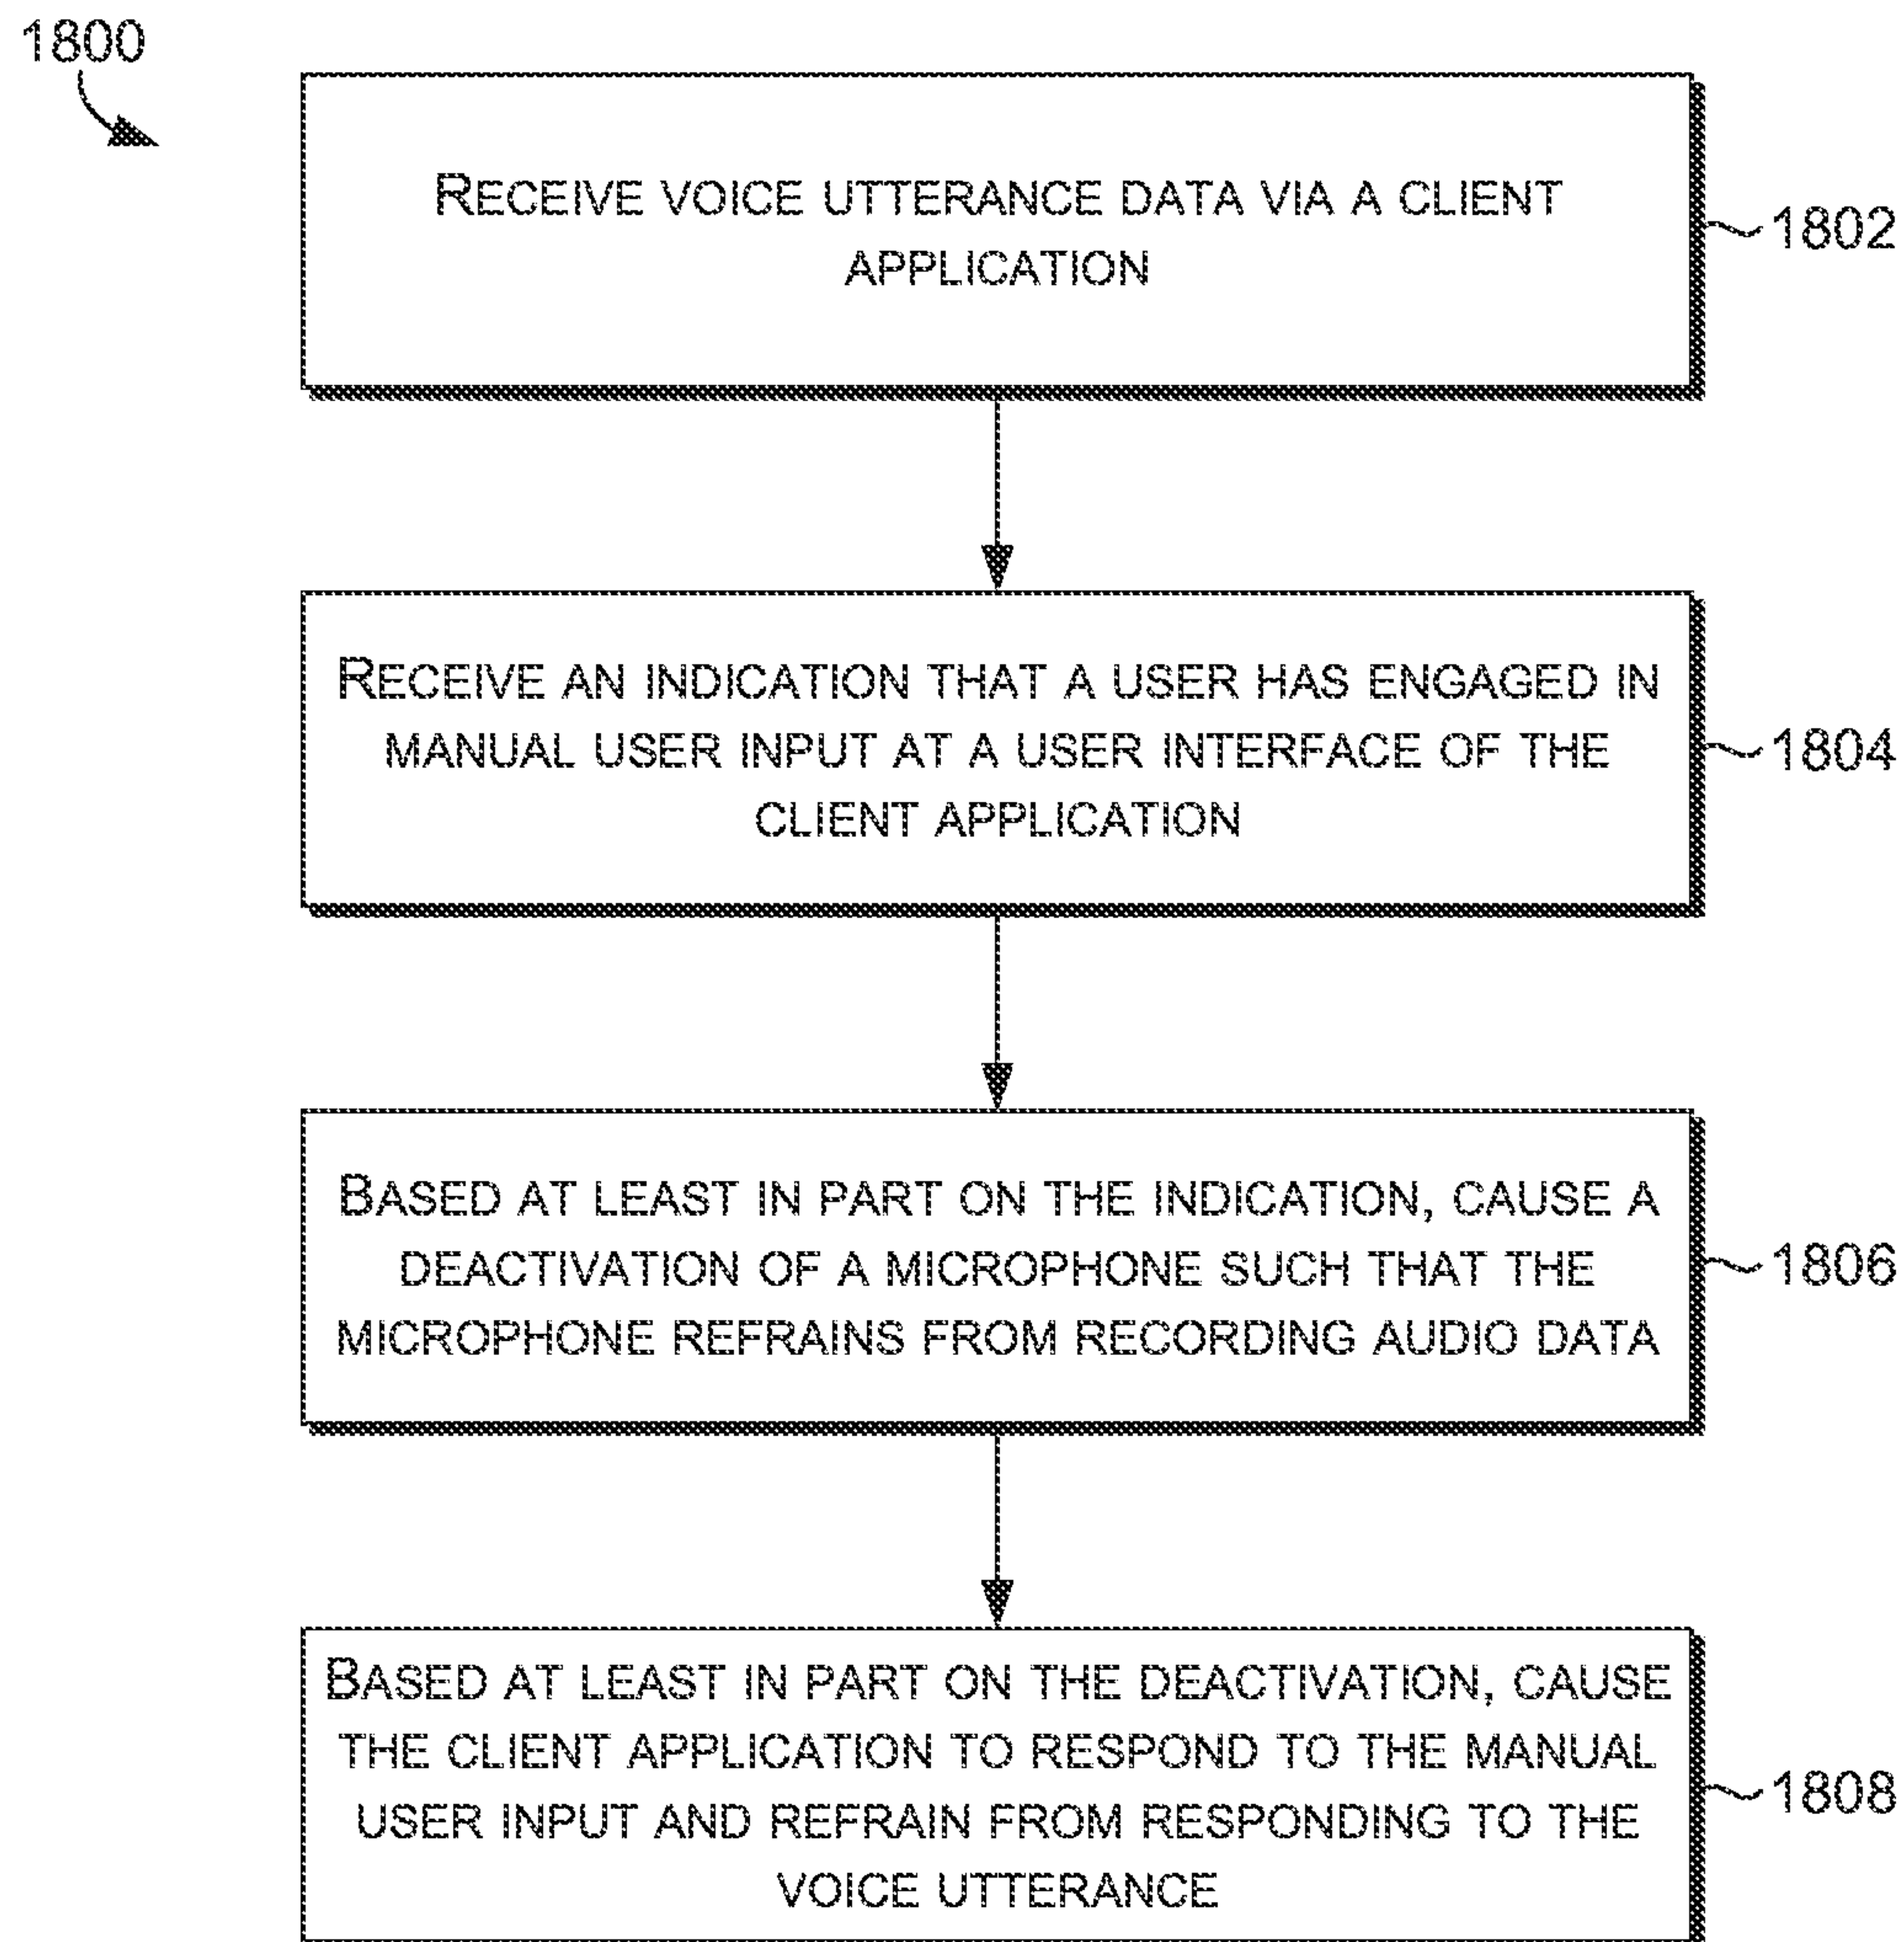 1800
RECEIVE VOICE UTTERANCE DATA VIA A CLIENT
APPLICATION
1802
RECEIVE AN INDICATION THAT A USER HAS ENGAGED IN
MANUAL USER INPUT AT A USER INTERFACE OF THE
CLIENT APPLICATION
1804
BASED AT LEAST IN PART ON THE INDICATION, CAUSE A
DEACTIVATION OF A MICROPHONE SUCH THAT THE
MICROPHONE REFRAINS FROM RECORDING AUDIO DATA
1806
BASED AT LEAST IN PART ON THE DEACTIVATION, CAUSE
THE CLIENT APPLICATION TO RESPOND TO THE MANUAL
USER INPUT AND REFRAIN FROM RESPONDING TO THE
VOICE UTTERANCE
1808